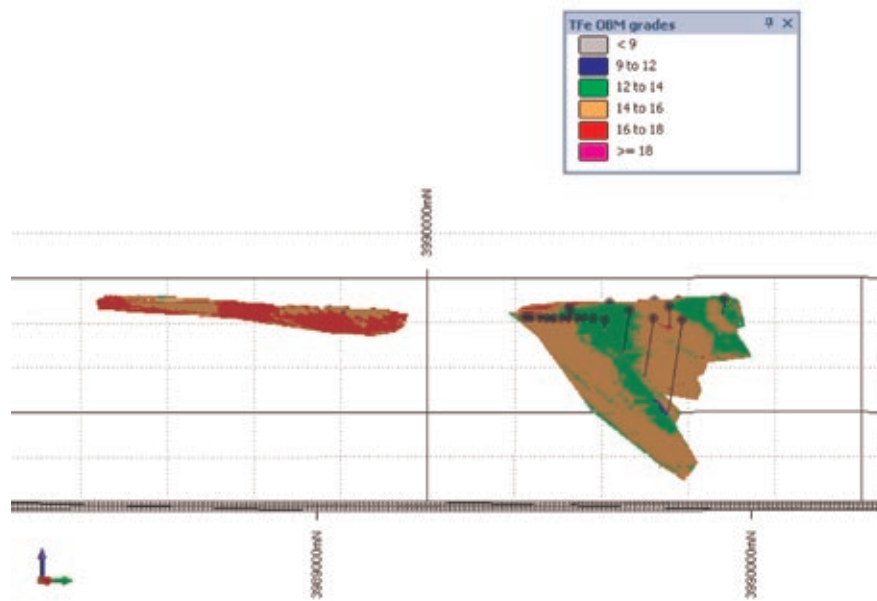 TFe OBM grades
< 9
9 to 12
12 to 14
14 to 16
16 to 18
>= 18
3990000mN
3989000mN
3990000mN